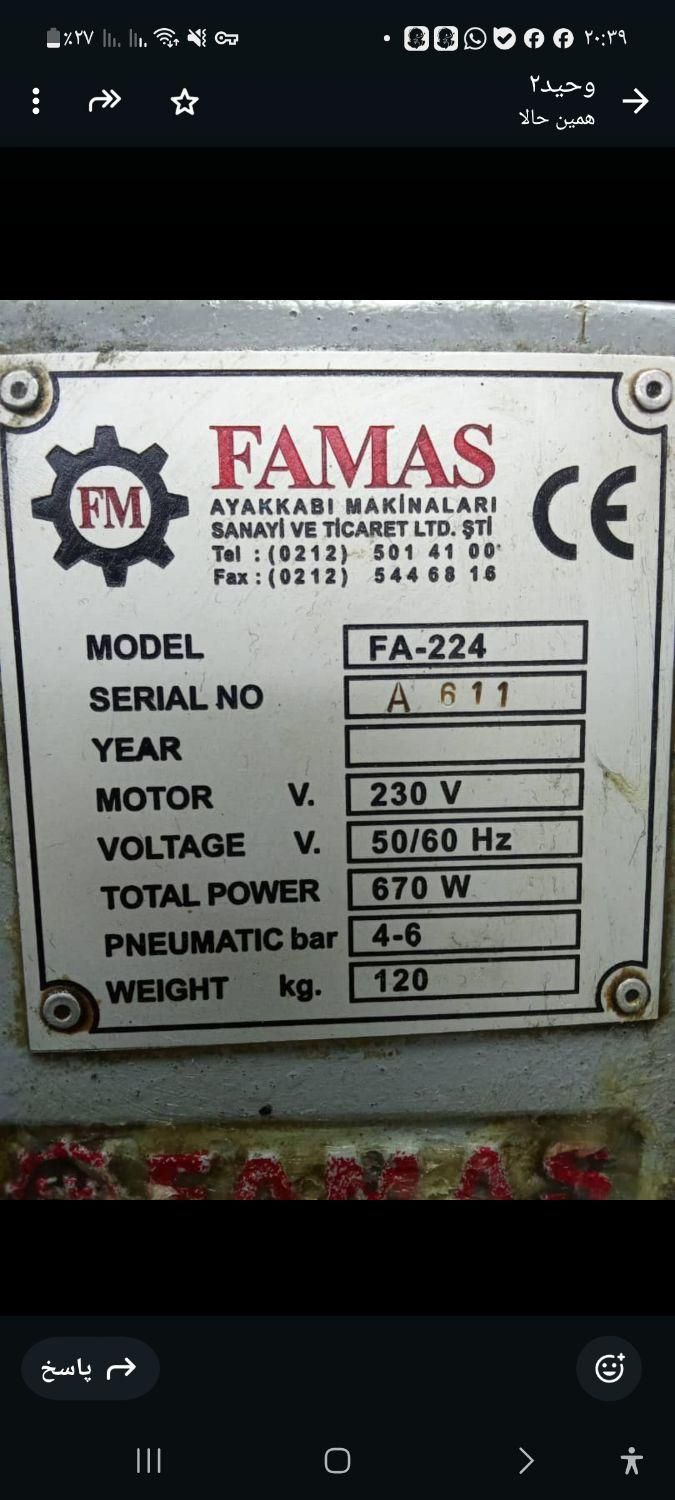 ٪۲۷
۲۰:۳۹
وحید۲
همین حالا
FM
FAMAS
AYAKKABI MAKİNALARI
SANAYİ VE TİCARET LTD. ŞTİ
Tel : (0212) 501 41 00
Fax : (0212) 544 68 16
CE
MODEL FA-224
SERIAL NO A 611
YEAR
MOTOR V. 230 V
VOLTAGE V. 50/60 Hz
TOTAL POWER 670 W
PNEUMATIC bar 4-6
WEIGHT kg. 120
FAMAS
پاسخ